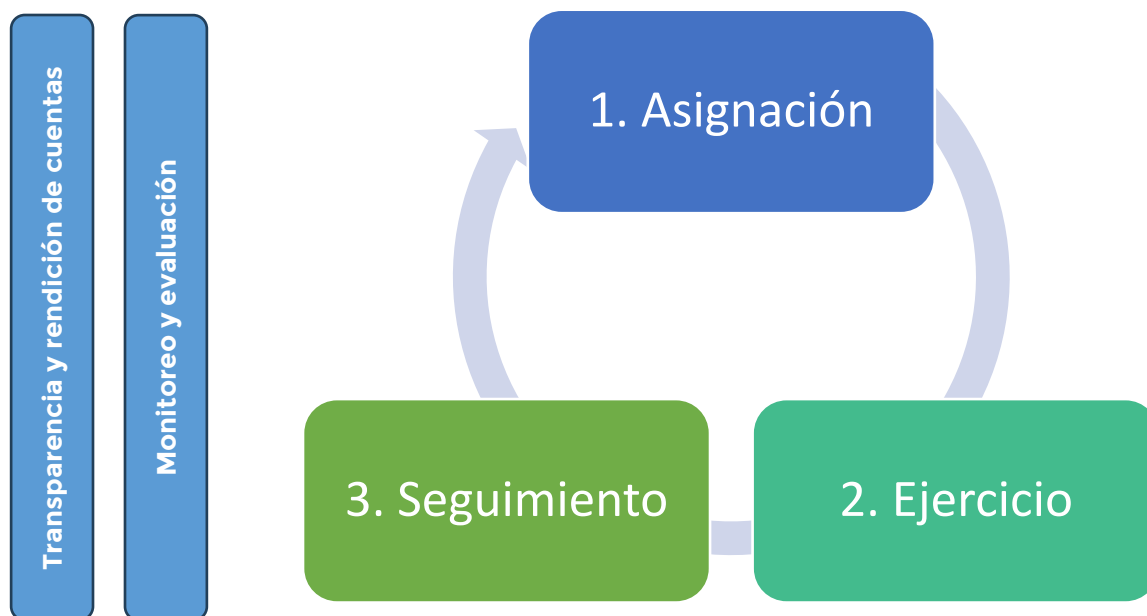 Transparencia y rendición de cuentas
Monitoreo y evaluación
1. Asignación
3. Seguimiento
2. Ejercicio